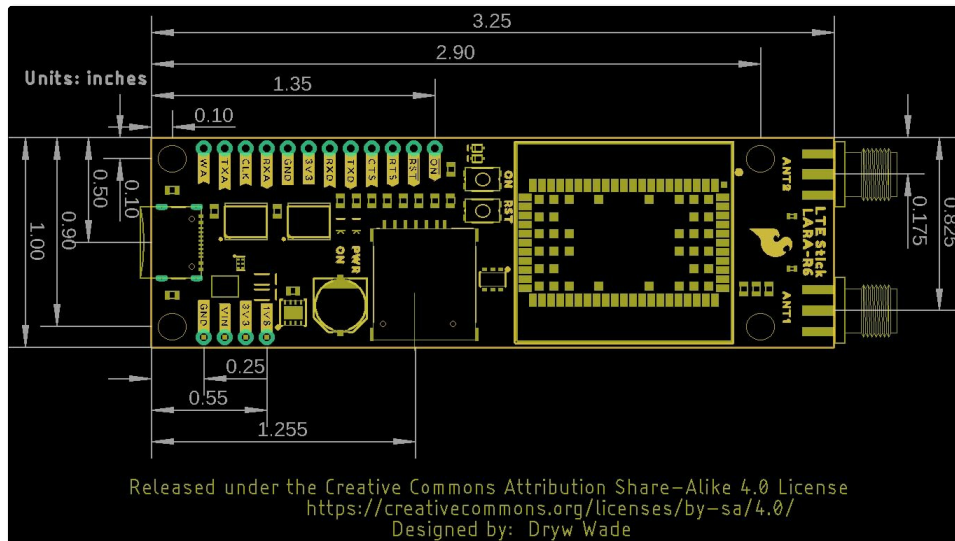 3.25
2.90
Units: inches
1.35
0.10
WA
TXA
CLK
RXA
GND
3V3
RXD
TXD
CTS
RTS
RST
ON
0.50
0.10
0.90
1.00
ON
RST
ANT2
0.175
0.825
LTE Stick
LARA-R6
ON
PWR
GND
VIN
3V3
1V8
ANT1
0.25
0.55
1.255
Released under the Creative Commons Attribution Share-Alike 4.0 License
https://creativecommons.org/licenses/by-sa/4.0/
Designed by: Dryw Wade